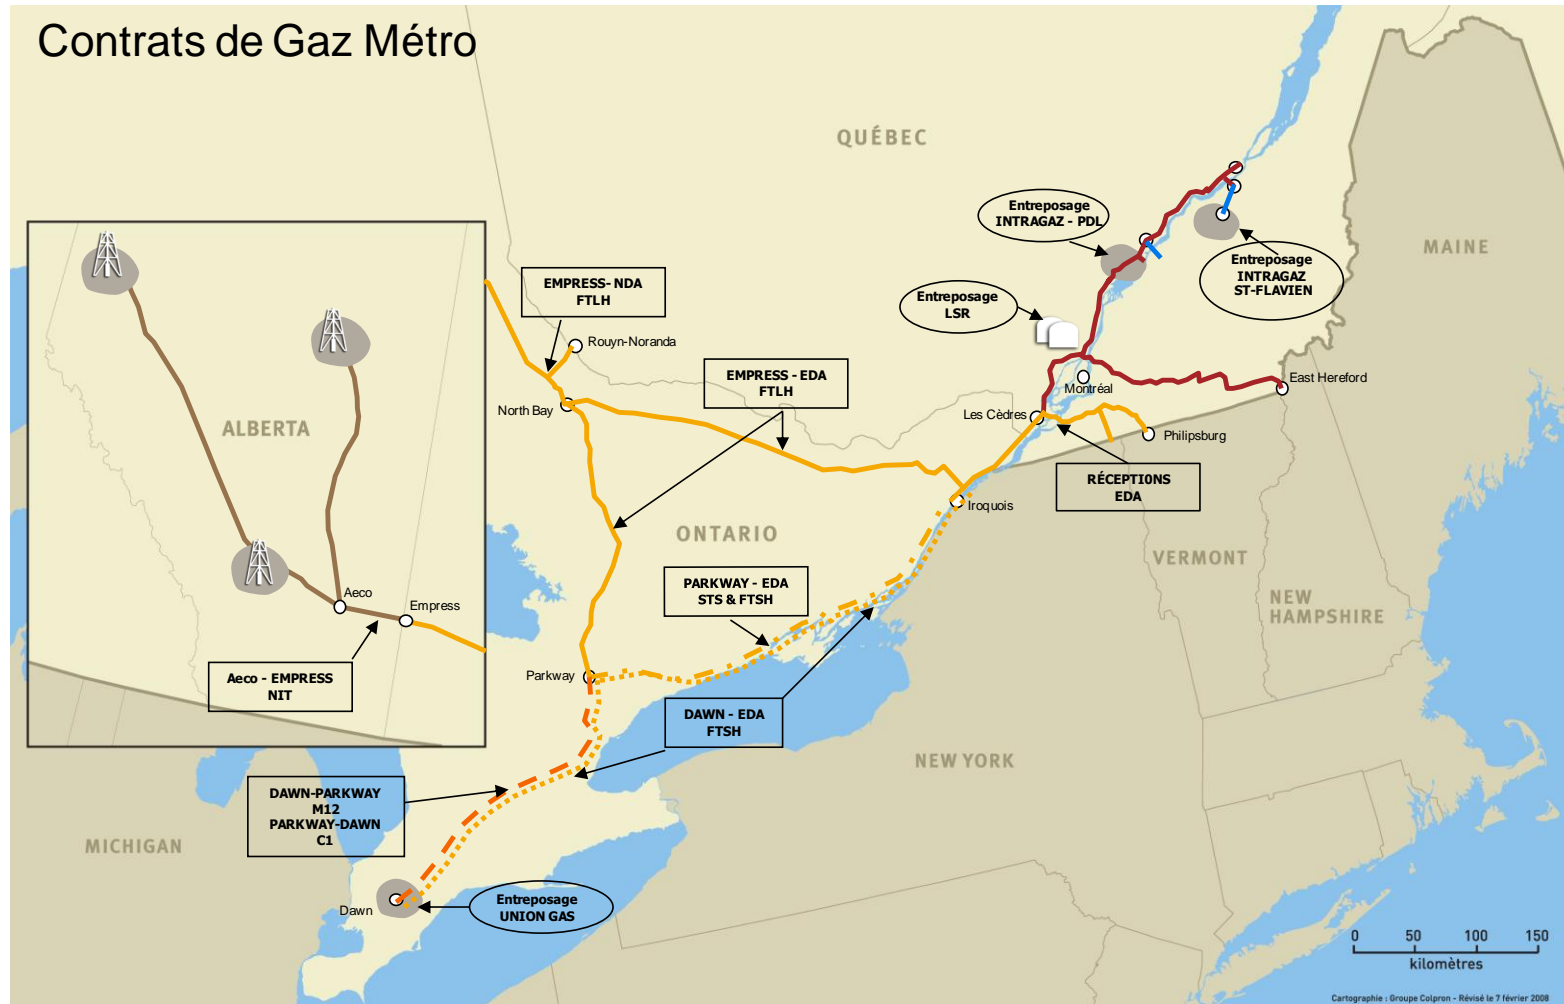 Contrats de Gaz Métro
QUÉBEC
MAINE
Entreposage
INTRAGAZ - PDL
Entreposage
INTRAGAZ
ST-FLAVIEN
Entreposage
LSR
EMPRESS- NDA
FTLH
Rouyn-Noranda
EMPRESS - EDA
FTLH
North Bay
Montréal
East Hereford
Les Cèdres
Philipsburg
RÉCEPTIONS
EDA
Iroquois
ALBERTA
ONTARIO
VERMONT
NEW
HAMPSHIRE
PARKWAY - EDA
STS & FTSH
Aeco
Empress
Aeco - EMPRESS
NIT
Parkway
DAWN - EDA
FTSH
NEW YORK
DAWN-PARKWAY
M12
PARKWAY-DAWN
C1
MICHIGAN
Dawn
Entreposage
UNION GAS
0 50 100 150
kilomètres
Cartographie : Groupe Colpron - Révisé le 7 février 2008